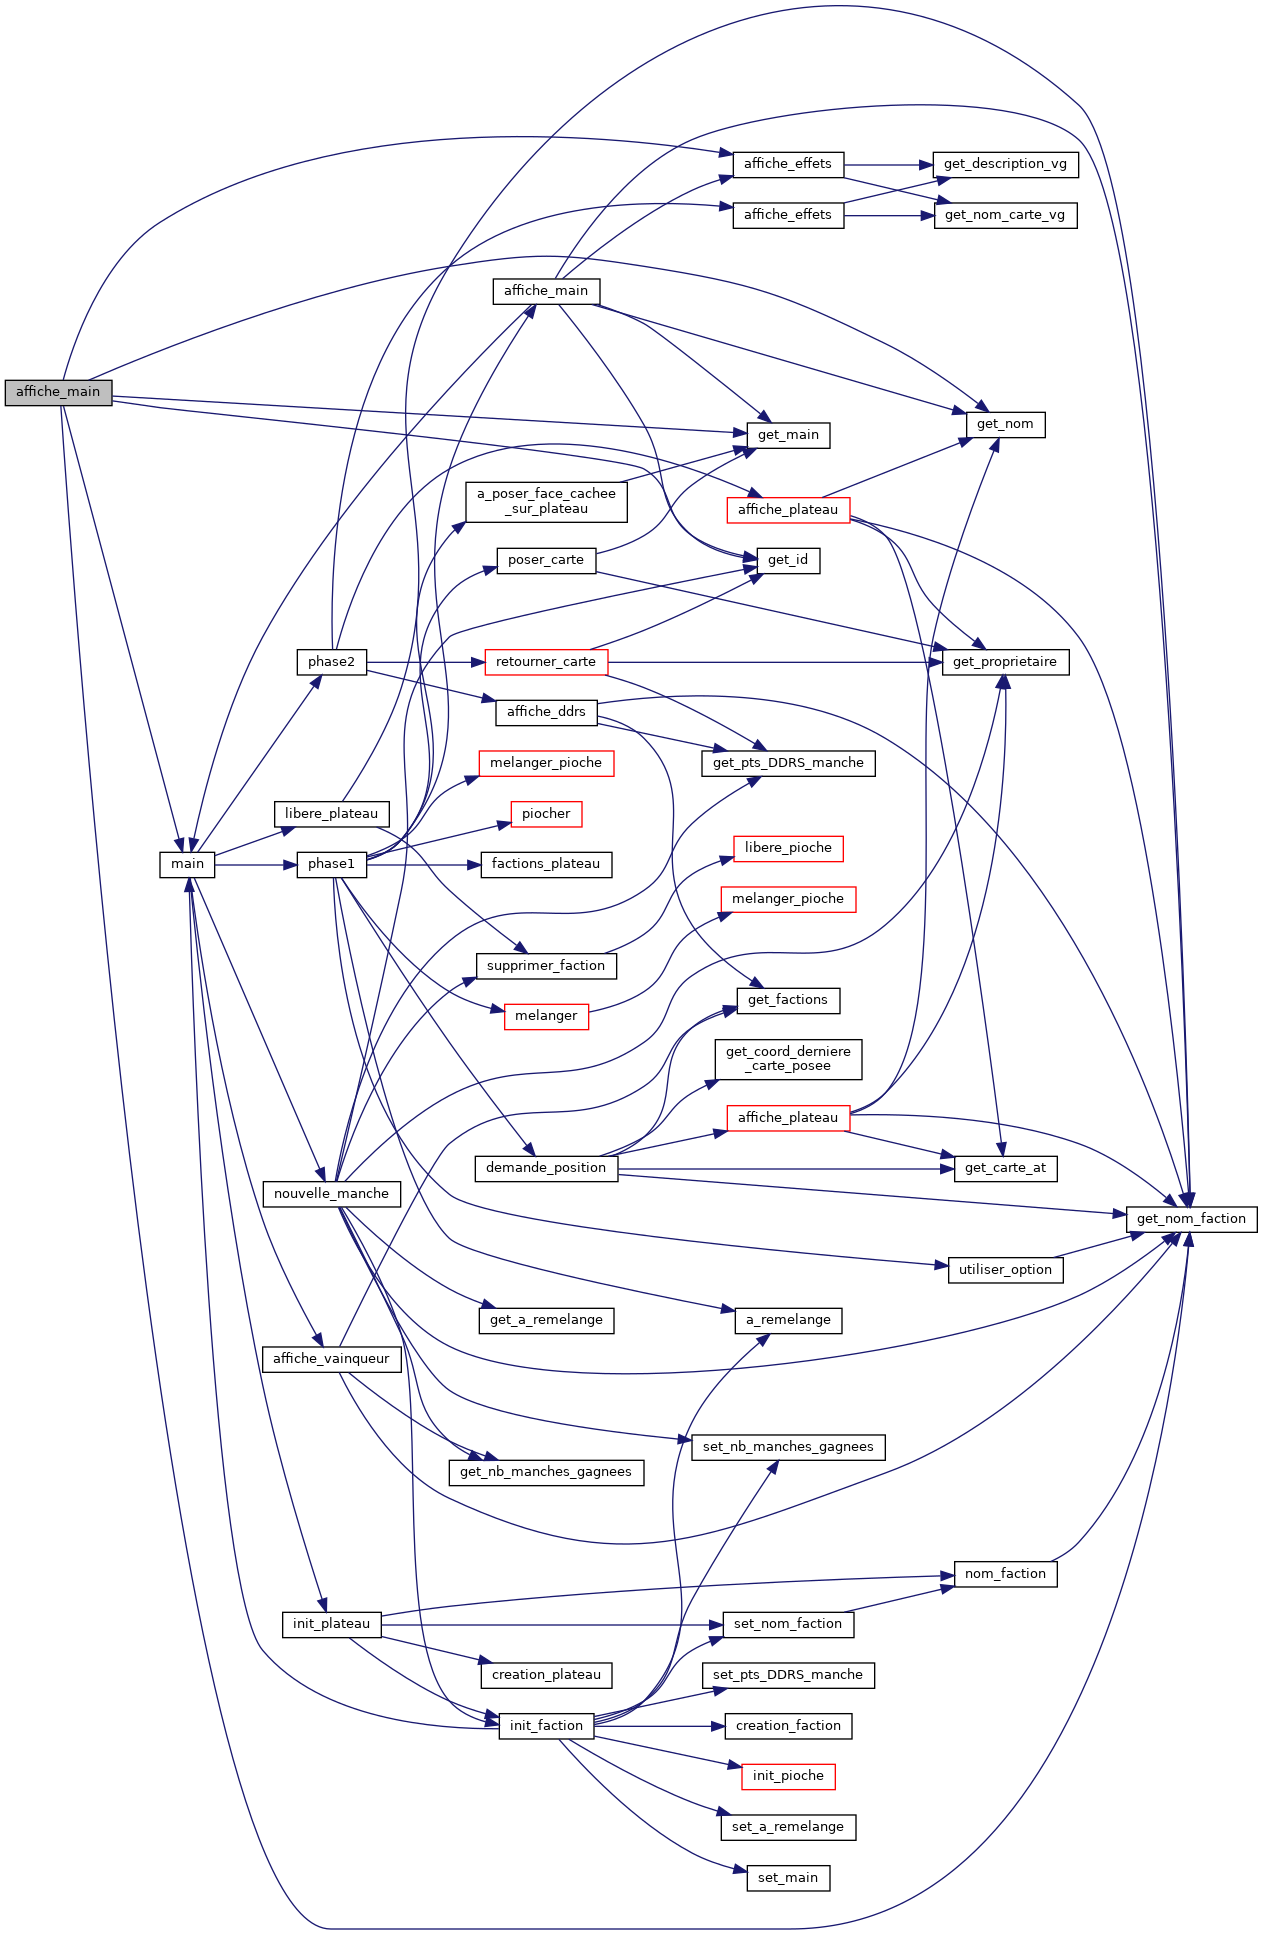 affiche_effets
get_description_vg
affiche_effets
get_nom_carte_vg
affiche_main
affiche_main
get_nom
get_main
a_poser_face_cachee
_sur_plateau
affiche_plateau
poser_carte
get_id
phase2
retourner_carte
get_proprietaire
affiche_ddrs
melanger_pioche
get_pts_DDRS_manche
libere_plateau
piocher
main
phase1
factions_plateau
libere_pioche
melanger_pioche
supprimer_faction
get_factions
melanger
get_coord_derniere
_carte_posee
affiche_plateau
demande_position
get_carte_at
nouvelle_manche
get_nom_faction
utiliser_option
get_a_remelange
a_remelange
affiche_vainqueur
set_nb_manches_gagnees
get_nb_manches_gagnees
nom_faction
init_plateau
set_nom_faction
creation_plateau
set_pts_DDRS_manche
init_faction
creation_faction
init_pioche
set_a_remelange
set_main